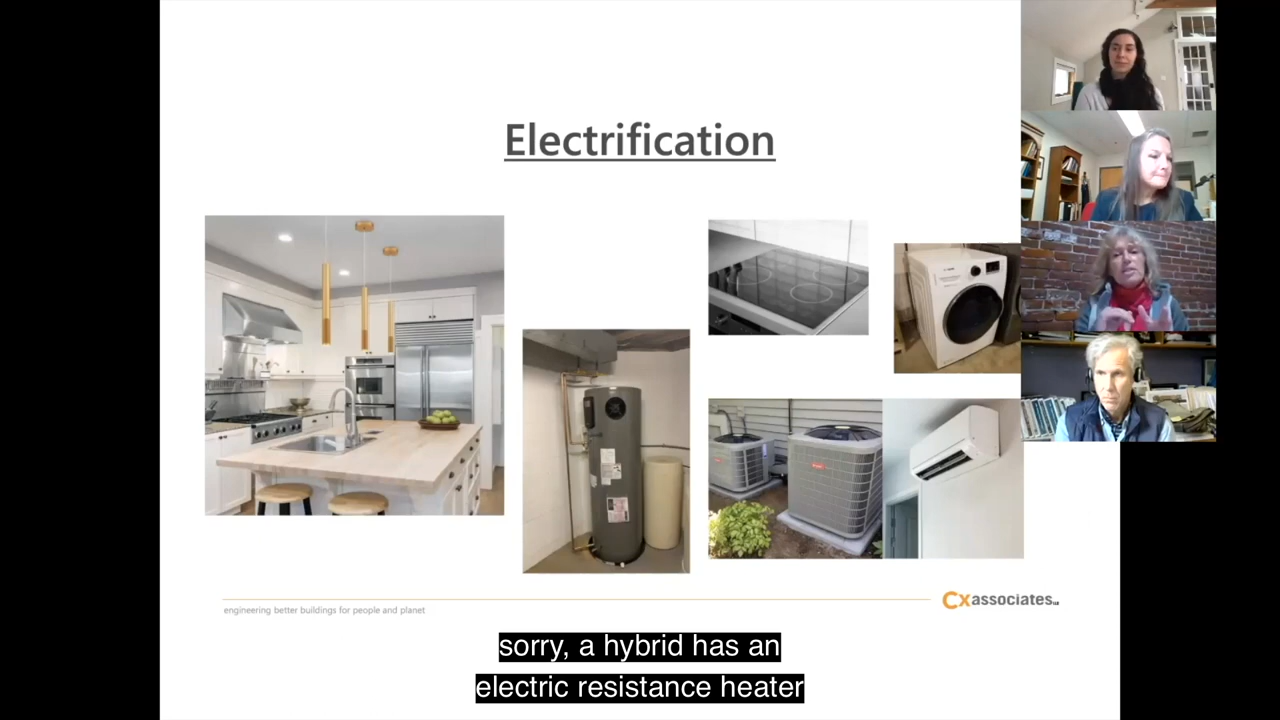 Electrification
engineering better buildings for people and planet
Cxassociates
sorry, a hybrid has an
electric resistance heater